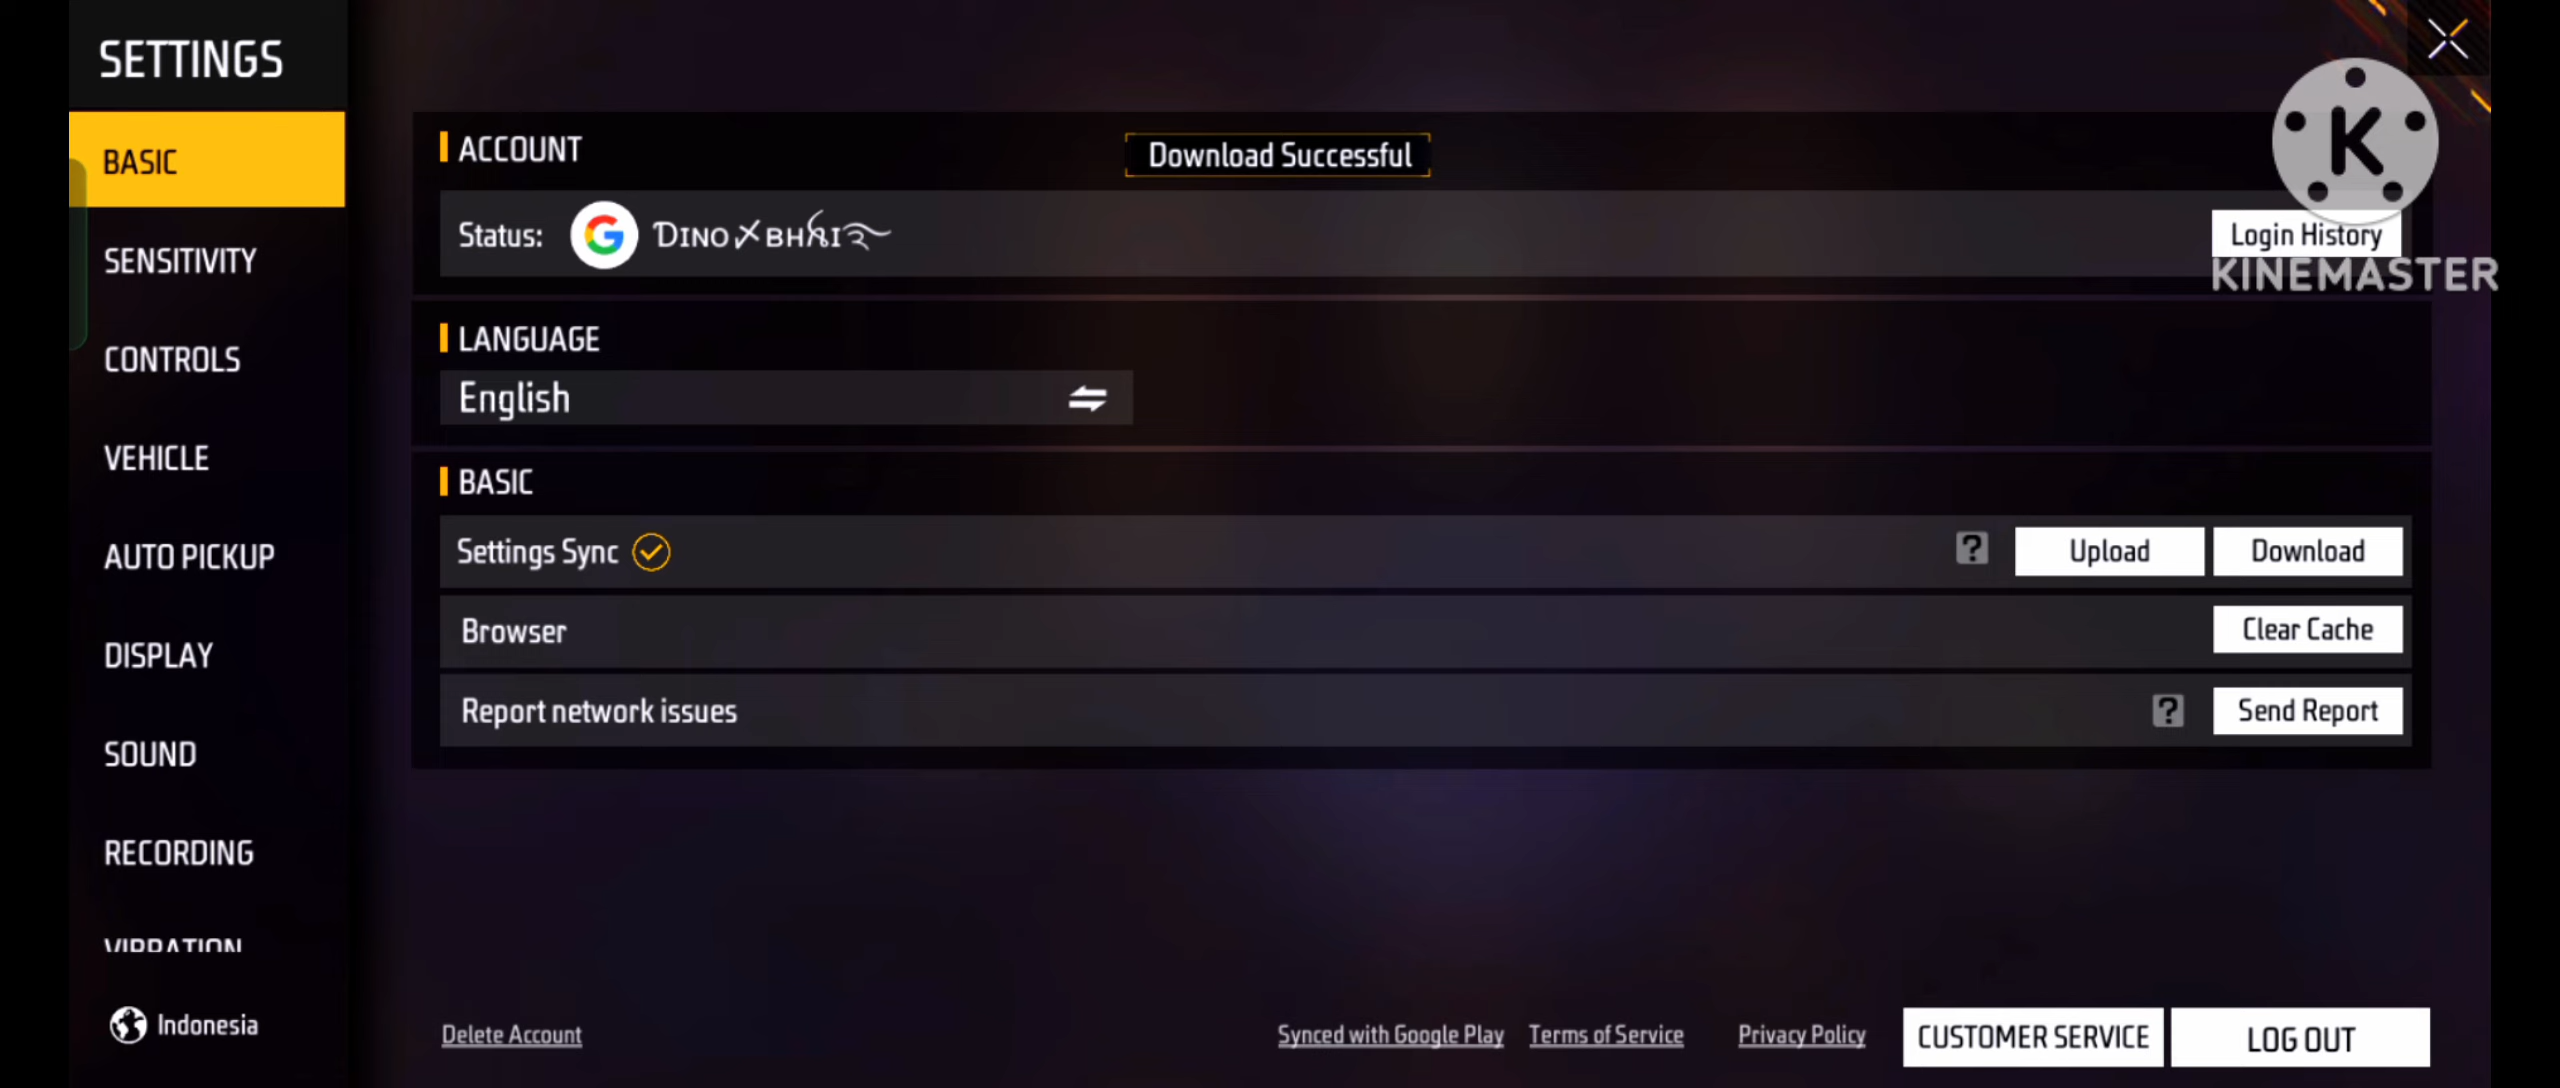 SETTINGS
BASIC
SENSITIVITY
CONTROLS
VEHICLE
AUTO PICKUP
DISPLAY
SOUND
RECORDING
VIBRATION
Indonesia
ACCOUNT
Download Successful
Status:
Login History
K
KINEMASTER
LANGUAGE
English
BASIC
Settings Sync ? Upload Download
Browser Clear Cache
Report network issues ? Send Report
Delete Account
Synced with Google Play Terms of Service Privacy Policy CUSTOMER SERVICE LOG OUT